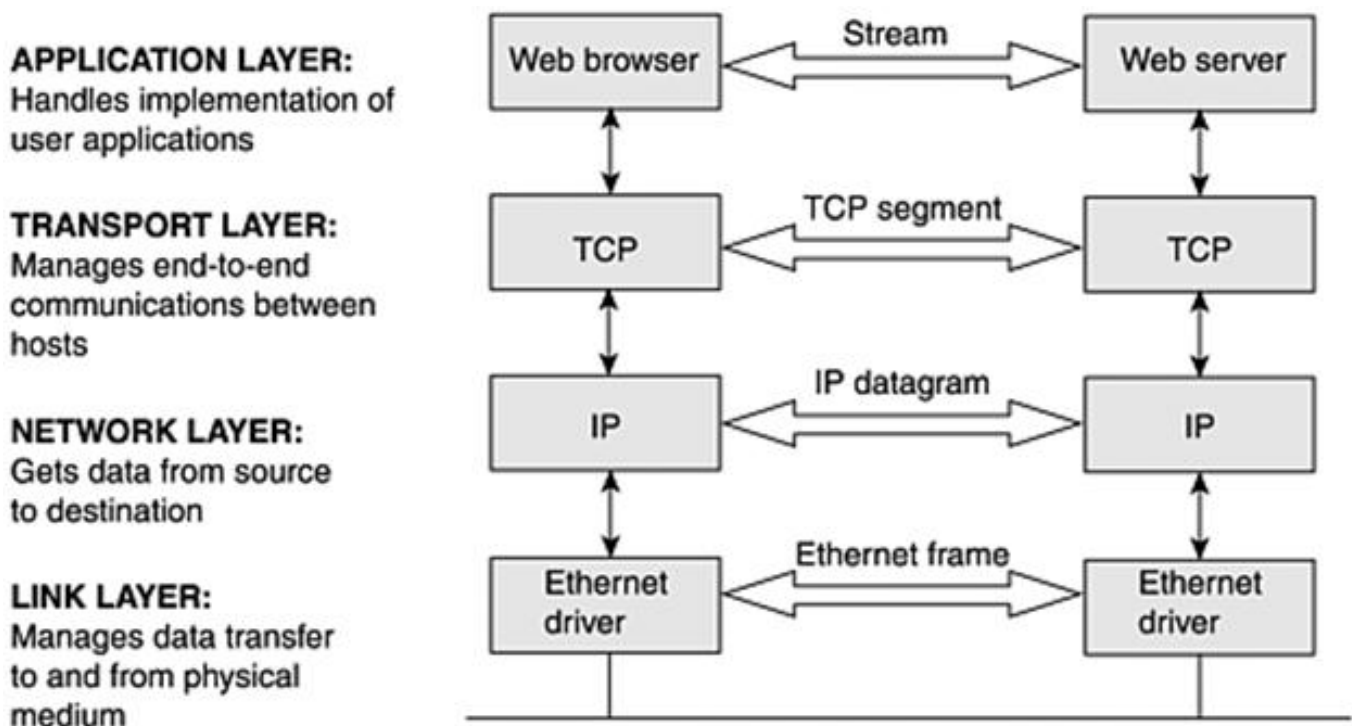 APPLICATION LAYER:
Handles implementation of
user applications
TRANSPORT LAYER:
Manages end-to-end
communications between
hosts
NETWORK LAYER:
Gets data from source
to destination
LINK LAYER:
Manages data transfer
to and from physical
medium
Web browser
Stream
Web server
TCP
TCP segment
TCP
IP
IP datagram
IP
Ethernet
driver
Ethernet frame
Ethernet
driver